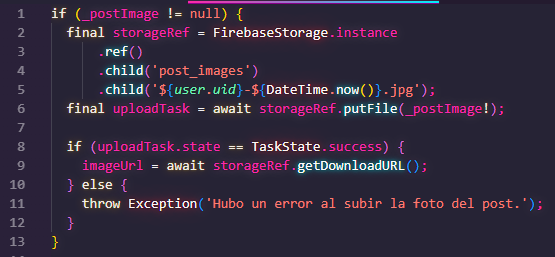 1 if (_postImage != null) {
2 final storageRef = FirebaseStorage.instance
3 .ref()
4 .child('post_images')
5 .child('${user.uid}-${DateTime.now()}.jpg');
6 final uploadTask = await storageRef.putFile(_postImage!);
7
8 if (uploadTask.state == TaskState.success) {
9 imageUrl = await storageRef.getDownloadURL();
10 } else {
11 throw Exception('Hubo un error al subir la foto del post.');
12 }
13 }